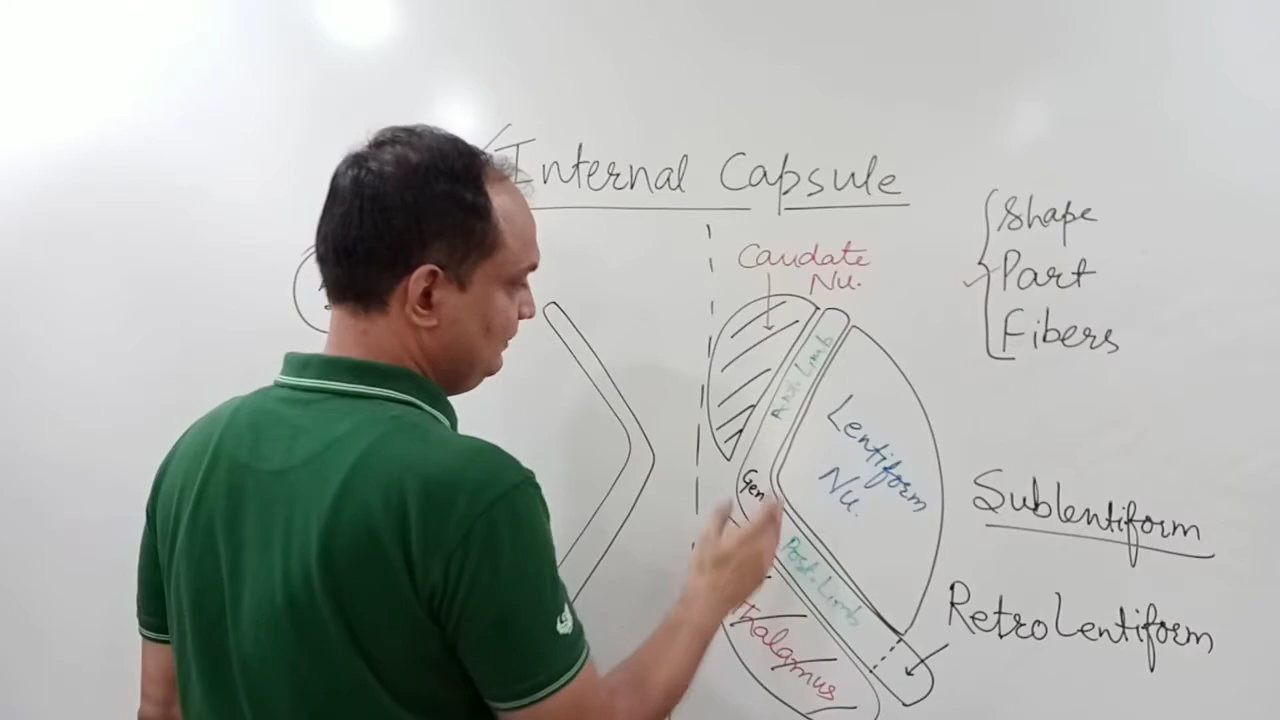 Internal Capsule
Caudate
Nu.
Shape
Part
Fibers
Ant. Limb
Lentiform
Nu.
Gen
Post. Limb
Thalamus
Sublentiform
RetroLentiform